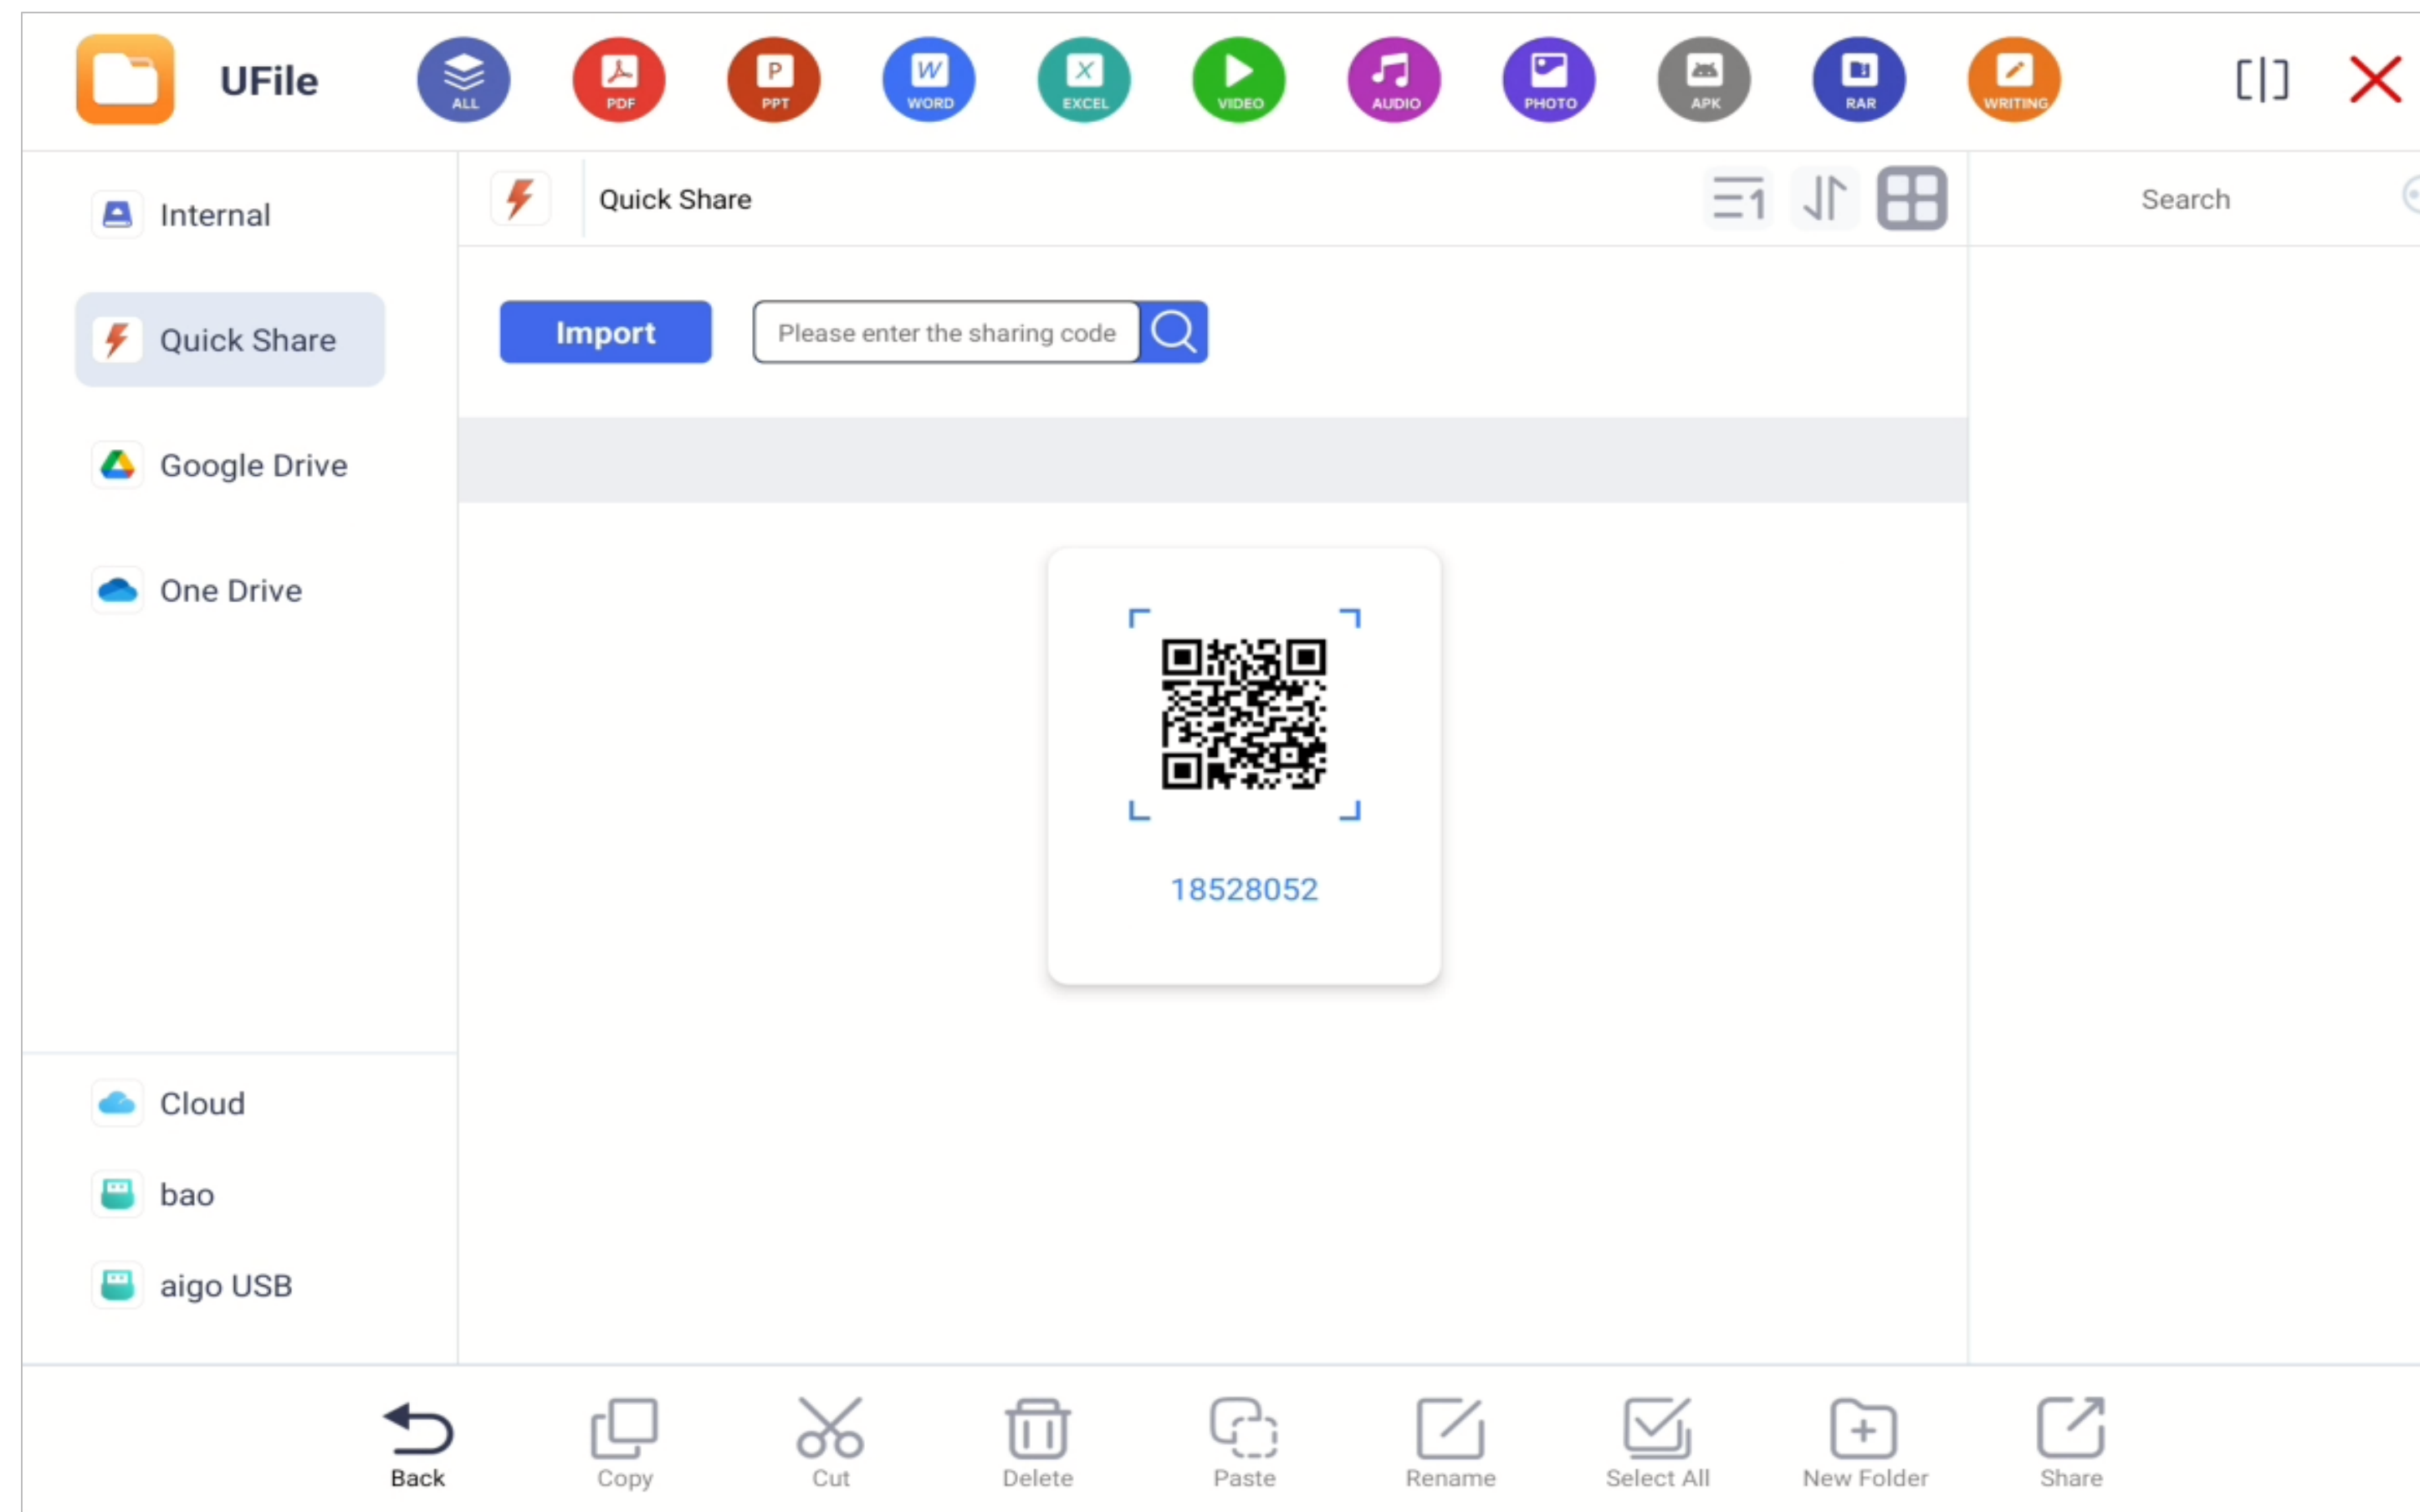 UFile
ALL
PDF
P
PPT
W
WORD
X
EXCEL
VIDEO
AUDIO
PHOTO
APK
RAR
WRITING
Internal
Quick Share
Google Drive
One Drive
Cloud
bao
aigo USB
Quick Share
1
Search
Import
Please enter the sharing code
18528052
Back
Copy
Cut
Delete
Paste
Rename
Select All
New Folder
Share